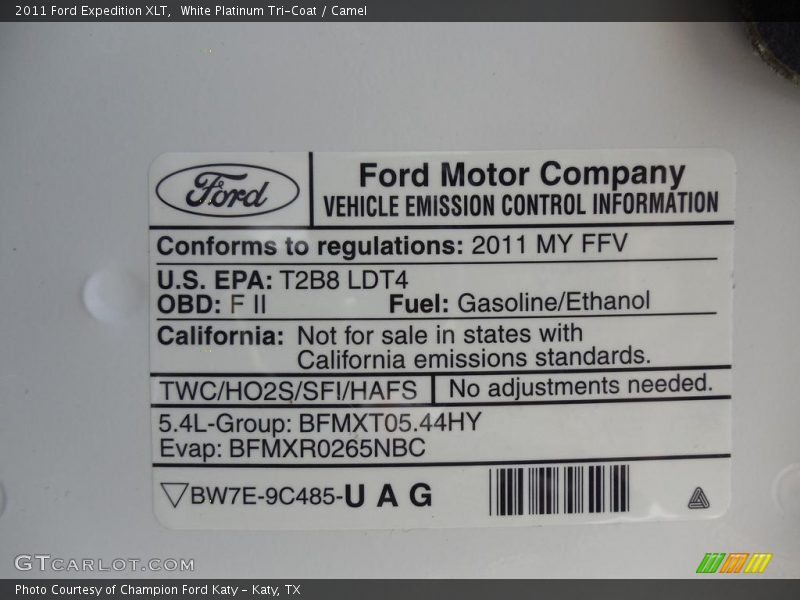 2011 Ford Expedition XLT,  White Platinum Tri-Coat / Camel
Ford
Ford Motor Company
VEHICLE EMISSION CONTROL INFORMATION
Conforms to regulations: 2011 MY FFV
U.S. EPA: T2B8 LDT4
OBD: F II Fuel: Gasoline/Ethanol
California: Not for sale in states with
California emissions standards.
TWC/HO2S/SFI/HAFS No adjustments needed.
5.4L-Group: BFMXT05.44HY
Evap: BFMXR0265NBC
BW7E-9C485-U A G
GTCARLOT.COM
Photo Courtesy of Champion Ford Katy - Katy, TX